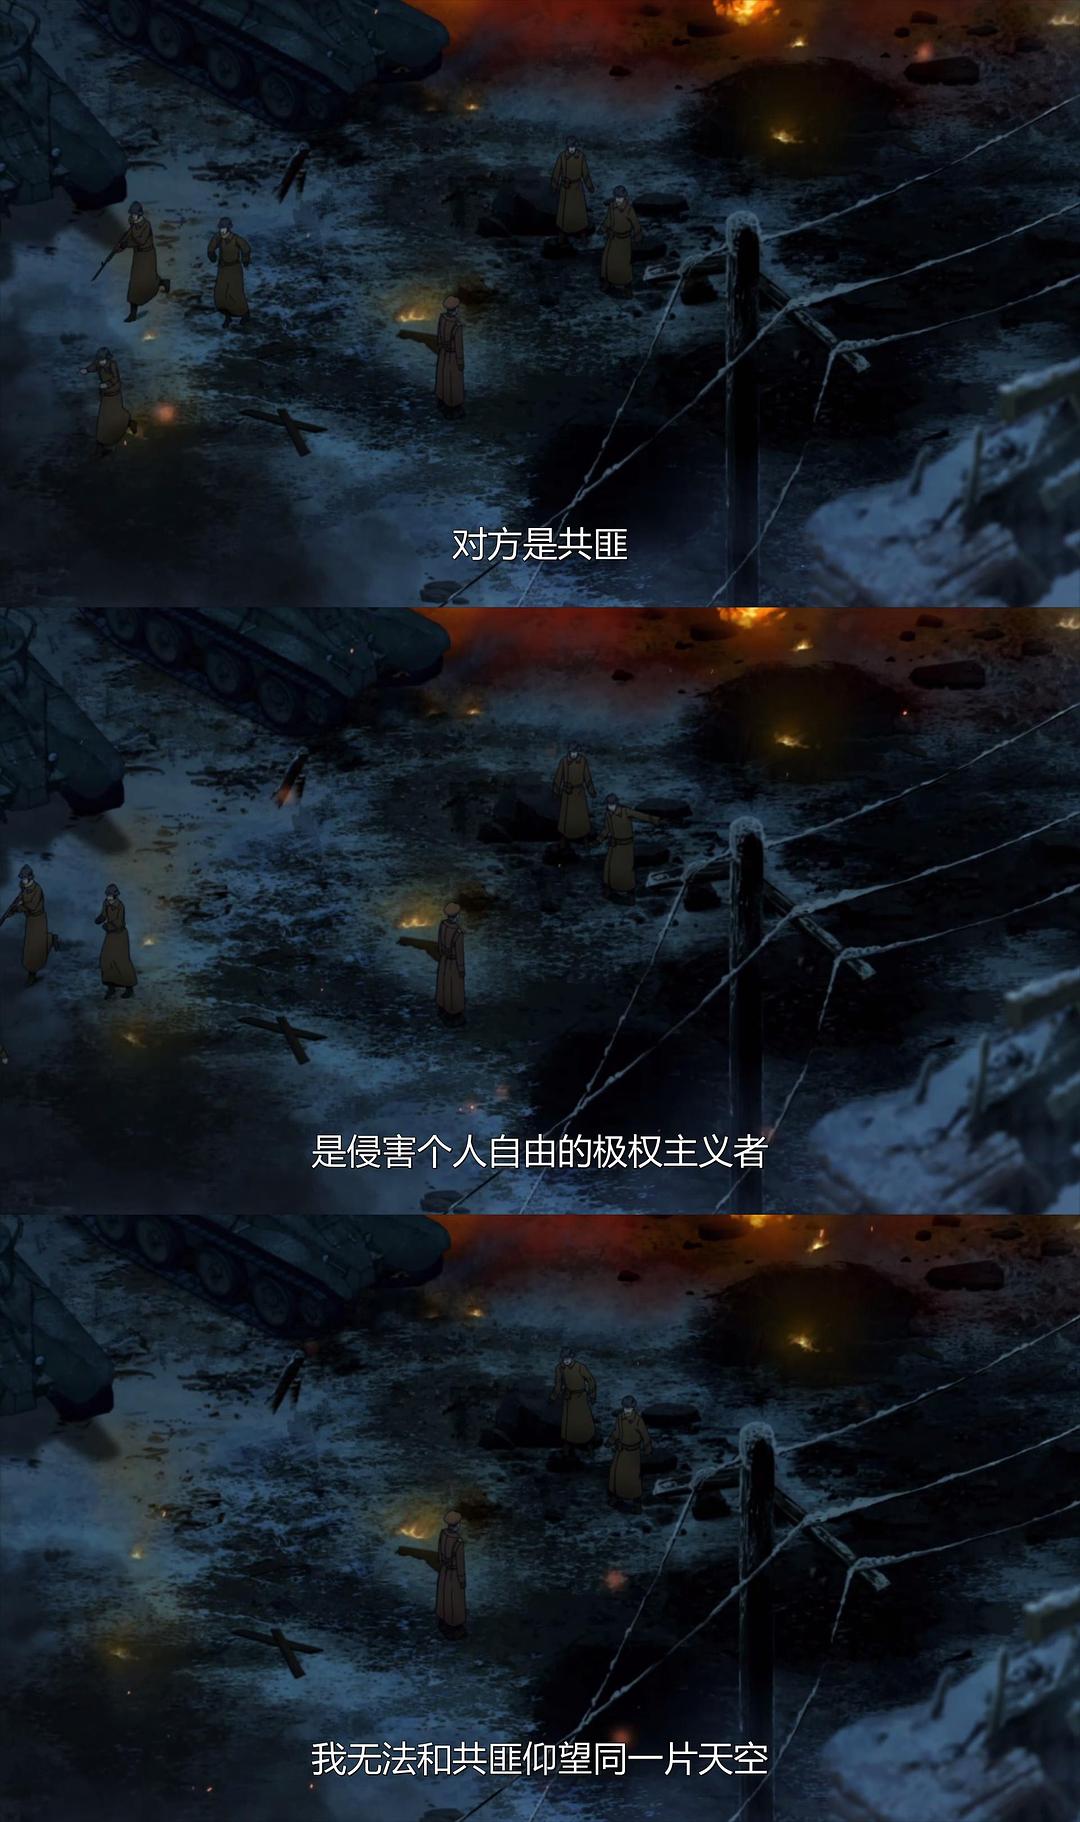 对方是共匪
是侵害个人自由的极权主义者
我无法和共匪仰望同一片天空